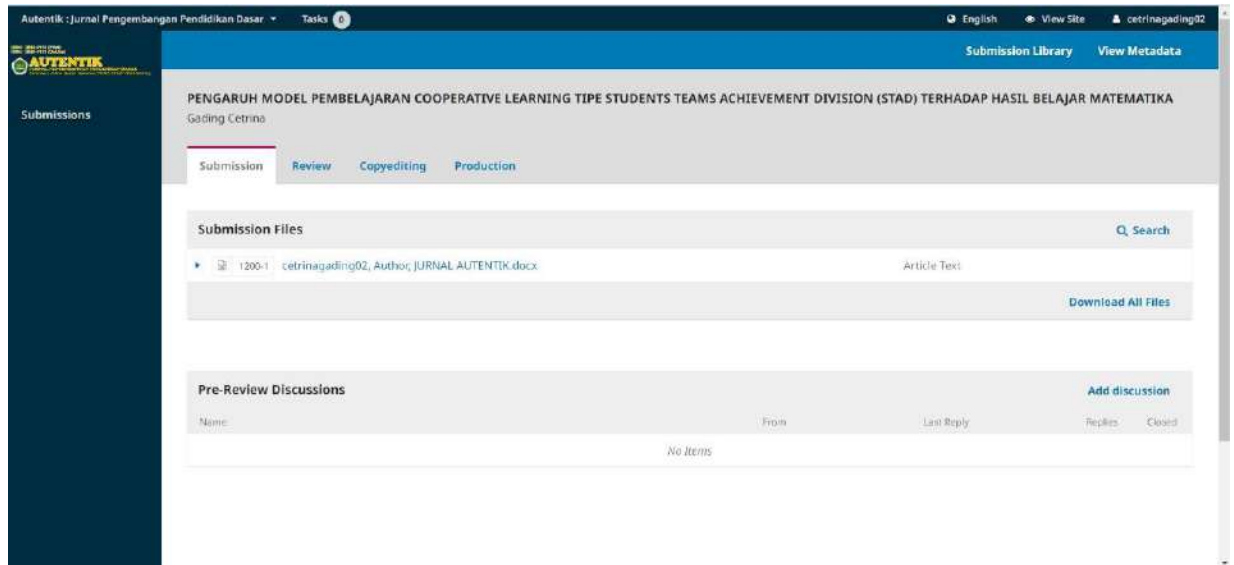 Autentik : Jurnal Pengembangan Pendidikan Dasar Tasks 0 English View Site cetrinagading02
AUTENTIK
Submission Library View Metadata
Submissions
PENGARUH MODEL PEMBELAJARAN COOPERATIVE LEARNING TIPE STUDENTS TEAMS ACHIEVEMENT DIVISION (STAD) TERHADAP HASIL BELAJAR MATEMATIKA
Gading Cetrina
Submission Review Copyediting Production
Submission Files Search
1200-1 cetrinagading02, Author, JURNAL AUTENTIK.docx Article Text
Download All Files
Pre-Review Discussions Add discussion
Name From Last Reply Replies Closed
No Items